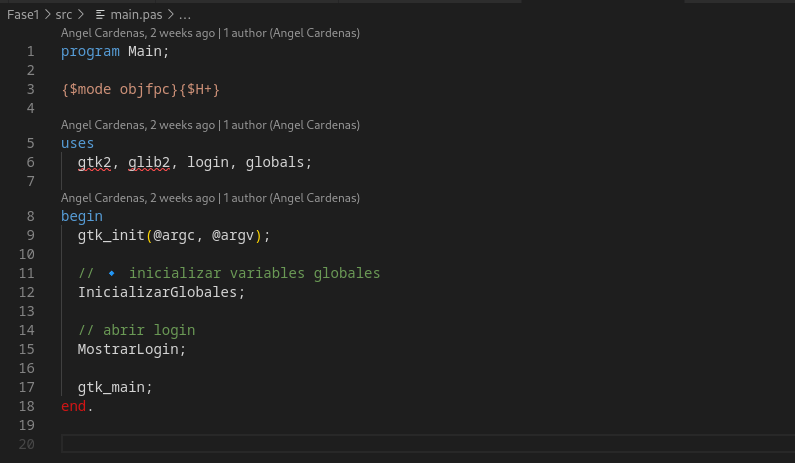 Fase1 > src > main.pas > ...
Angel Cardenas, 2 weeks ago | 1 author (Angel Cardenas)
1 program Main;
2
3 {$mode objfpc}{$H+}
4
Angel Cardenas, 2 weeks ago | 1 author (Angel Cardenas)
5 uses
6   gtk2, glib2, login, globals;
7
Angel Cardenas, 2 weeks ago | 1 author (Angel Cardenas)
8 begin
9   gtk_init(@argc, @argv);
10
11   // 🔹 inicializar variables globales
12   InicializarGlobales;
13
14   // abrir login
15   MostrarLogin;
16
17   gtk_main;
18 end.
19
20